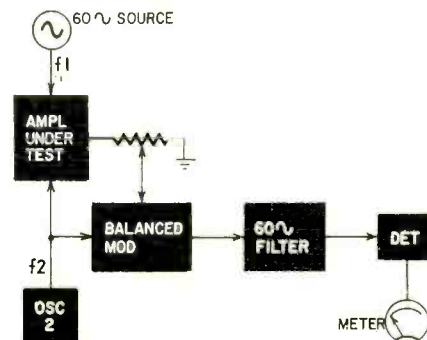 60∿ SOURCE
f1
AMPL
UNDER
TEST
BALANCED
MOD
60∿
FILTER
DET
f2
OSC
2
METER